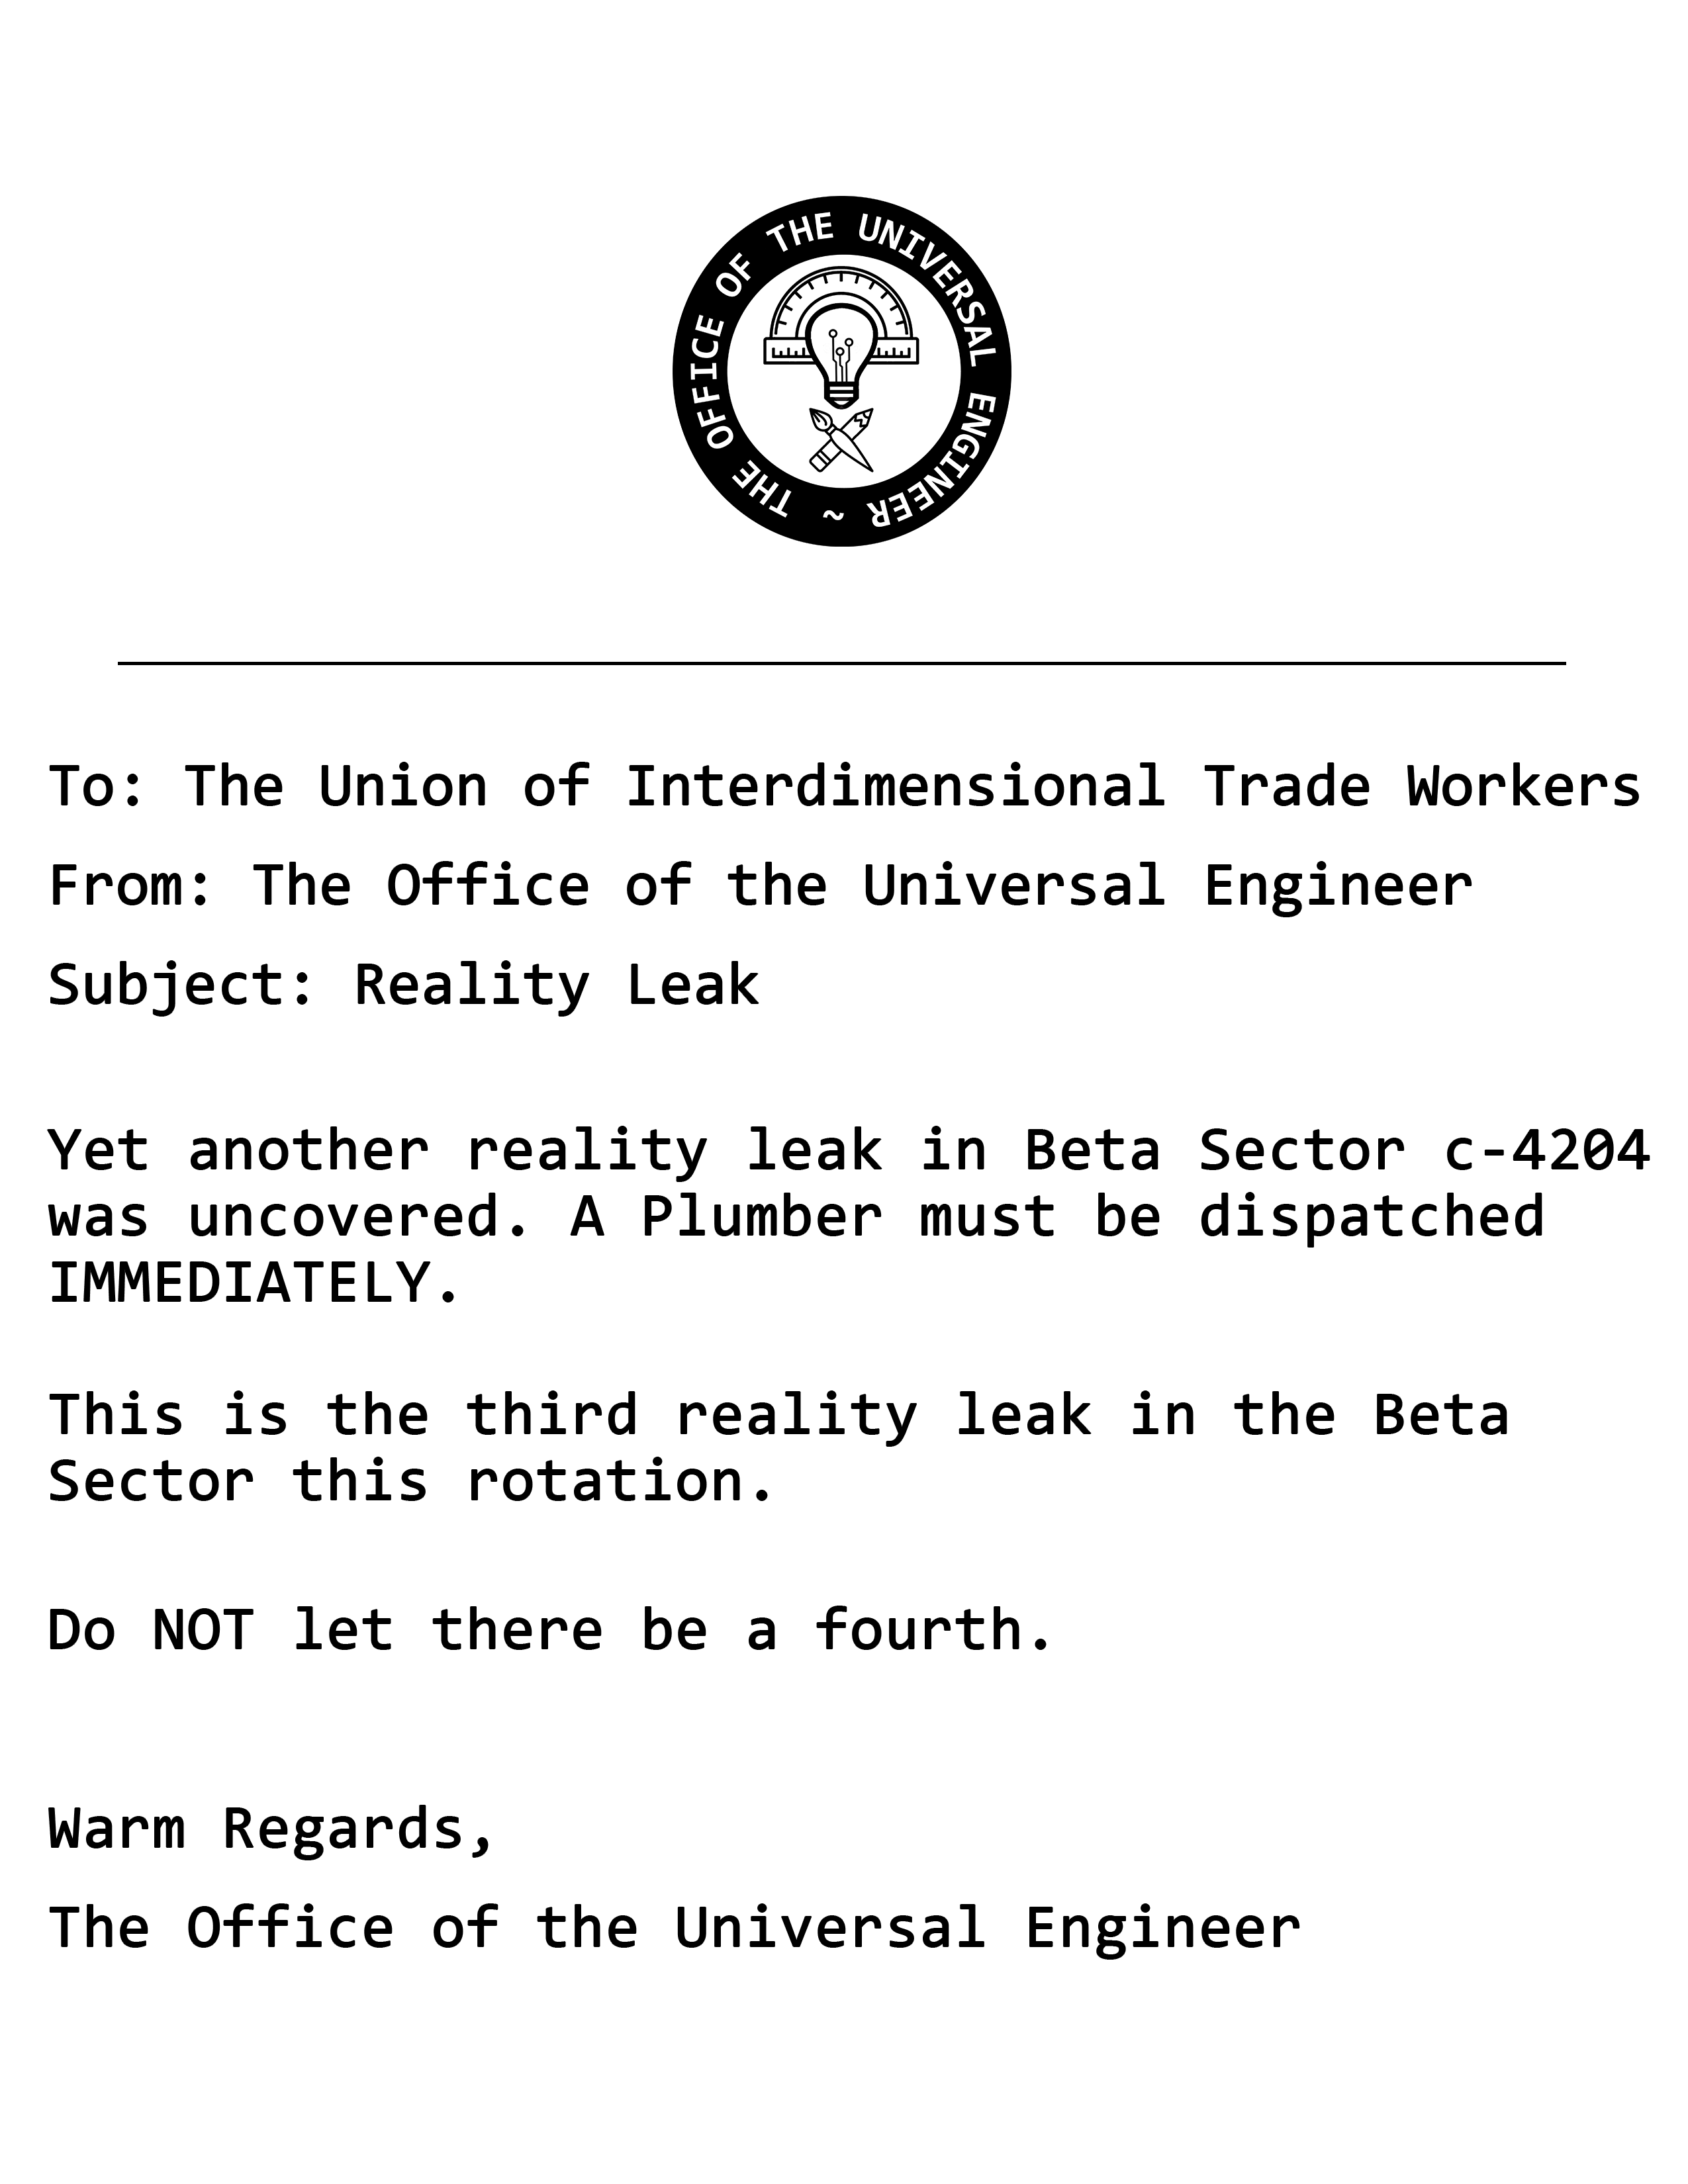 THE OFFICE OF THE UNIVERSAL ENGINEER ~
To: The Union of Interdimensional Trade Workers
From: The Office of the Universal Engineer
Subject: Reality Leak
Yet another reality leak in Beta Sector c-4204
was uncovered. A Plumber must be dispatched
IMMEDIATELY.
This is the third reality leak in the Beta
Sector this rotation.
Do NOT let there be a fourth.
Warm Regards,
The Office of the Universal Engineer